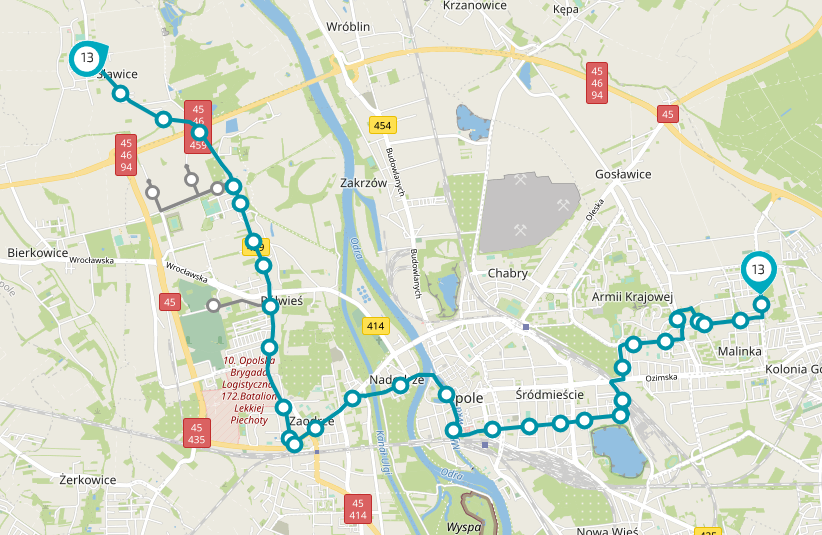 Krzanowice
Kępa
Wróblin
13
Sławice
45
46
94
45
46
459
45
454
45
46
94
Budowlanych
Zakrzów
Gosławice
Oleska
Bierkowice
Wrocławska
Odra
Wrocławska
Budowlanych
Chabry
13
45
414
Armii Krajowej
Malinka
10. Opolska
Brygada
Logistyczna
172.Batalion
Lekkiej
Piechoty
Nadodrze
Ozimska
Kolonia Go
Opole
Śródmieście
Zaodrze
45
435
Kanał Ulgi
Odra
Żerkowice
45
414
Wyspa
Nowa Wieś